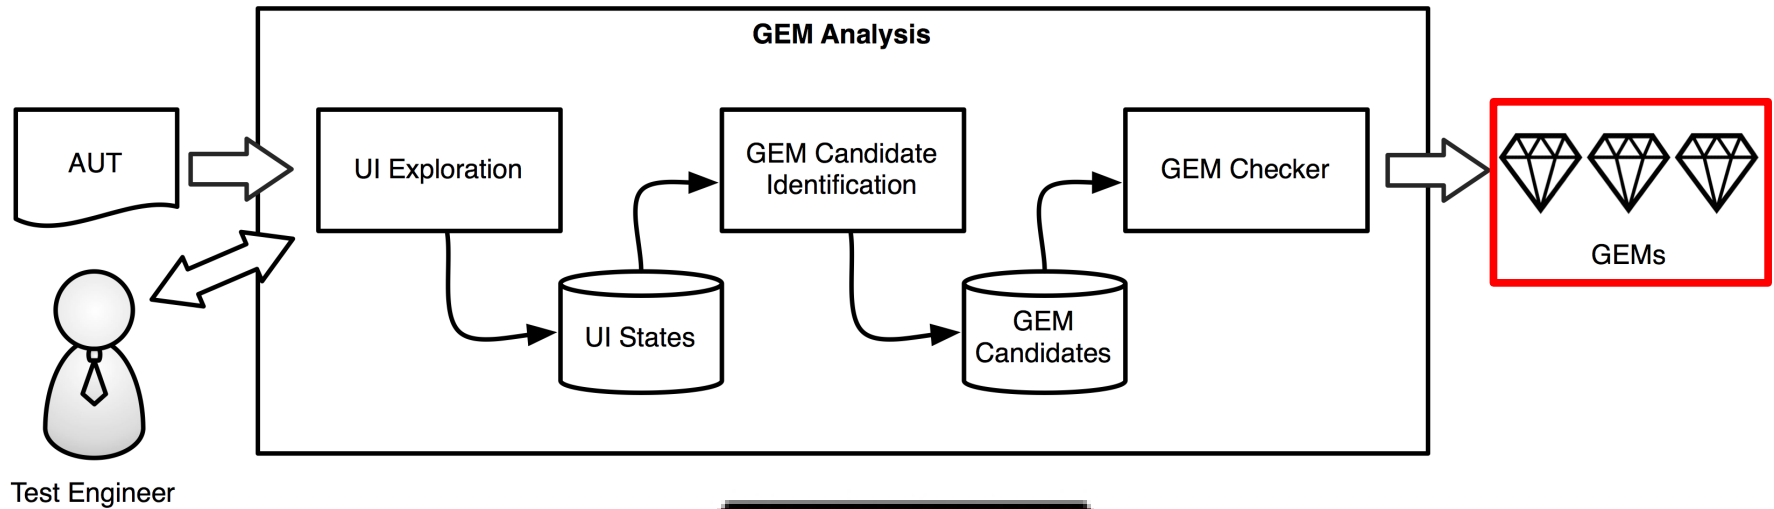 GEM Analysis
AUT
UI Exploration
GEM Candidate
Identification
GEM Checker
GEMs
UI States
GEM
Candidates
Test Engineer